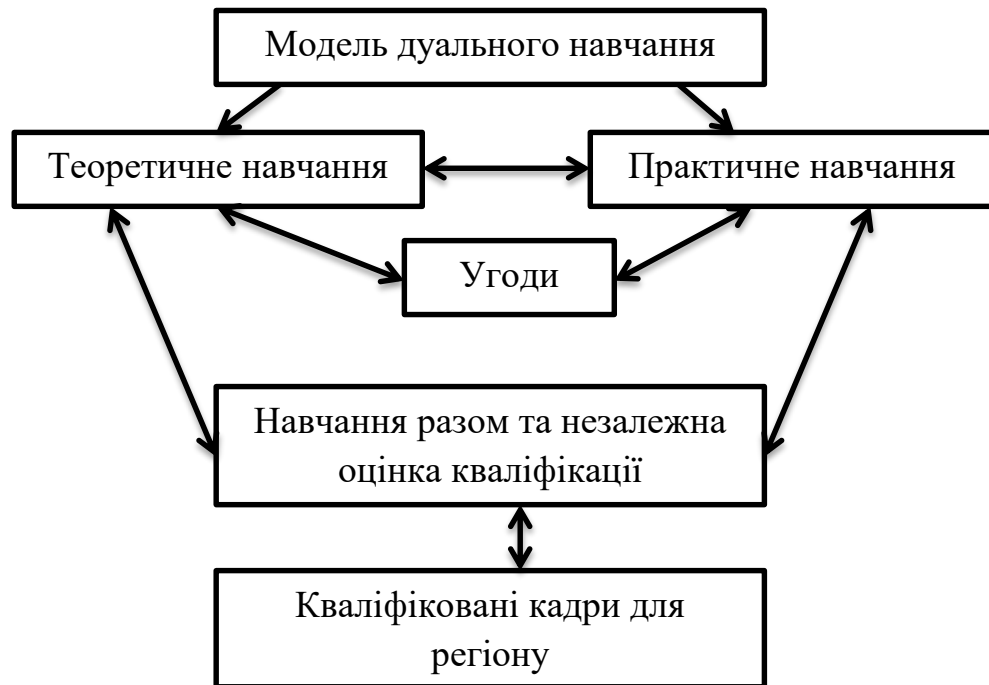 Модель дуального навчання
Теоретичне навчання
Практичне навчання
Угоди
Навчання разом та незалежна
оцінка кваліфікації
Кваліфіковані кадри для
регіону